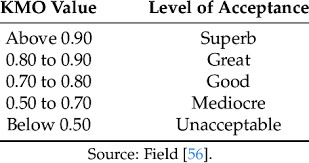 KMO Value Level of Acceptance
Above 0.90 Superb
0.80 to 0.90 Great
0.70 to 0.80 Good
0.50 to 0.70 Mediocre
Below 0.50 Unacceptable
Source: Field [56].